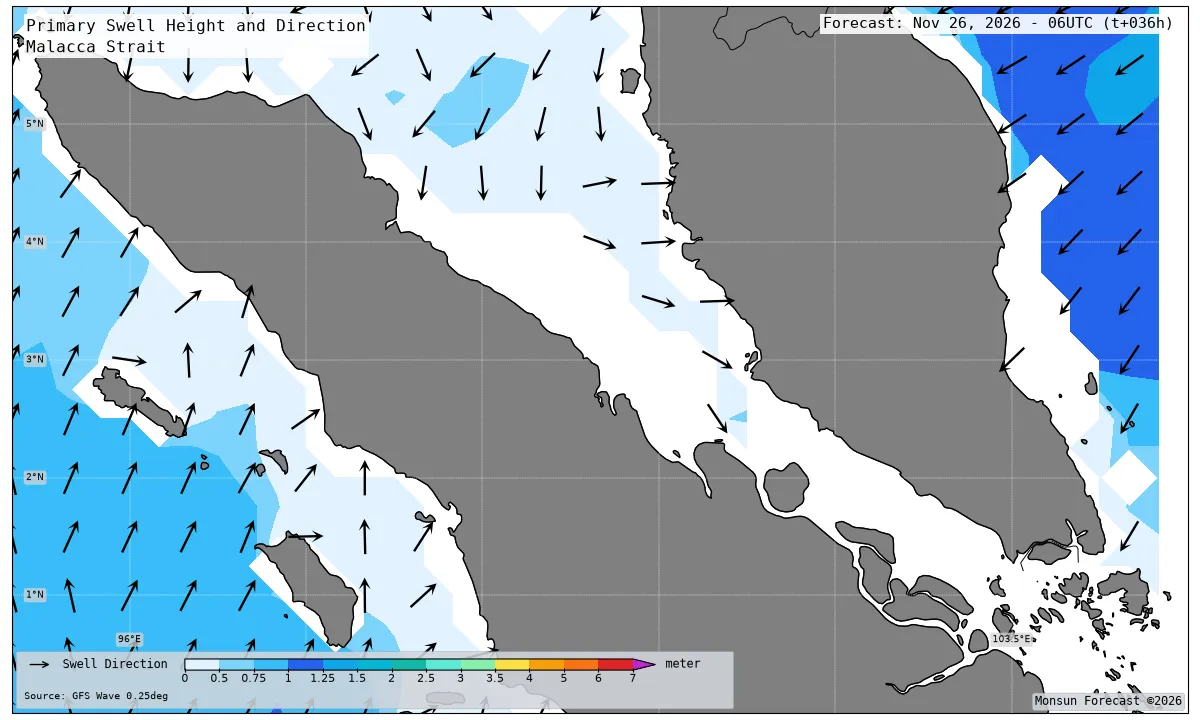 Primary Swell Height and Direction
Malacca Strait
Forecast: Nov 26, 2026 - 06UTC (t+036h)
5°N
4°N
3°N
2°N
1°N
96°E
103.5°E
Swell Direction
0 0.5 0.75 1 1.25 1.5 2 2.5 3 3.5 4 5 6 7
meter
Source: GFS Wave 0.25deg
Monsun Forecast ©2026